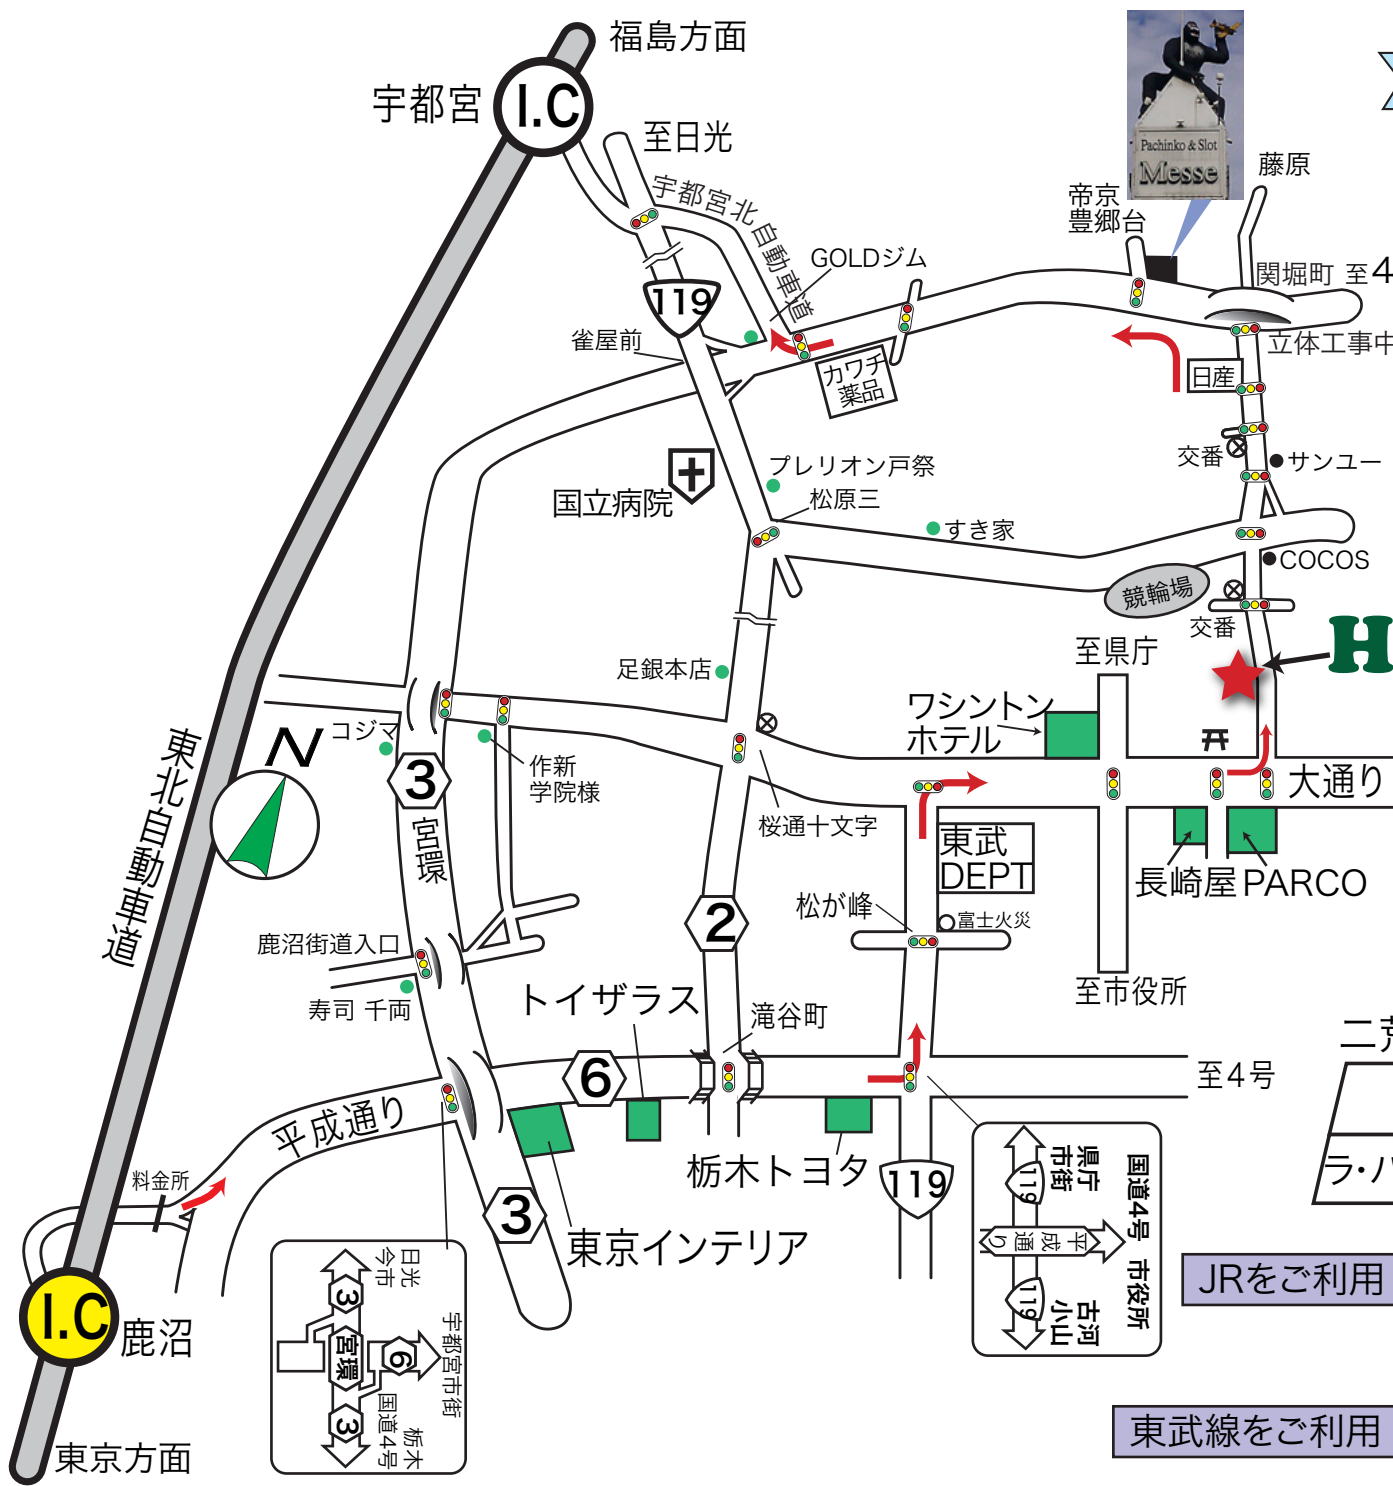 福島方面
宇都宮
I.C
至日光
宇都宮北自動車道
Pachinko & Slot
Messe
藤原
帝京
豊郷台
GOLDジム
関堀町
至4
119
雀屋前
立体工事中
カワチ
薬品
日産
交番
サンユー
プレリオン戸祭
国立病院
松原三
すき家
COCOS
競輪場
交番
至県庁
H
足銀本店
ワシントン
ホテル
コジマ
N
東北自動車道
作新
学院様
3
宮環
大通り
桜通十文字
東武
DEPT
長崎屋
PARCO
松が峰
富士火災
2
鹿沼街道入口
寿司 千両
トイザラス
滝谷町
至市役所
二荒
6
至4号
平成通り
料金所
栃木トヨタ
119
3
東京インテリア
ラ・パ
県庁
市街
119
国道4号 市役所
平成通り
119
古河
小山
JRをご利用
I.C
鹿沼
日光
今市
3
宇都宮市街
宮環
6
3
国道4号
栃木
東武線をご利用
東京方面